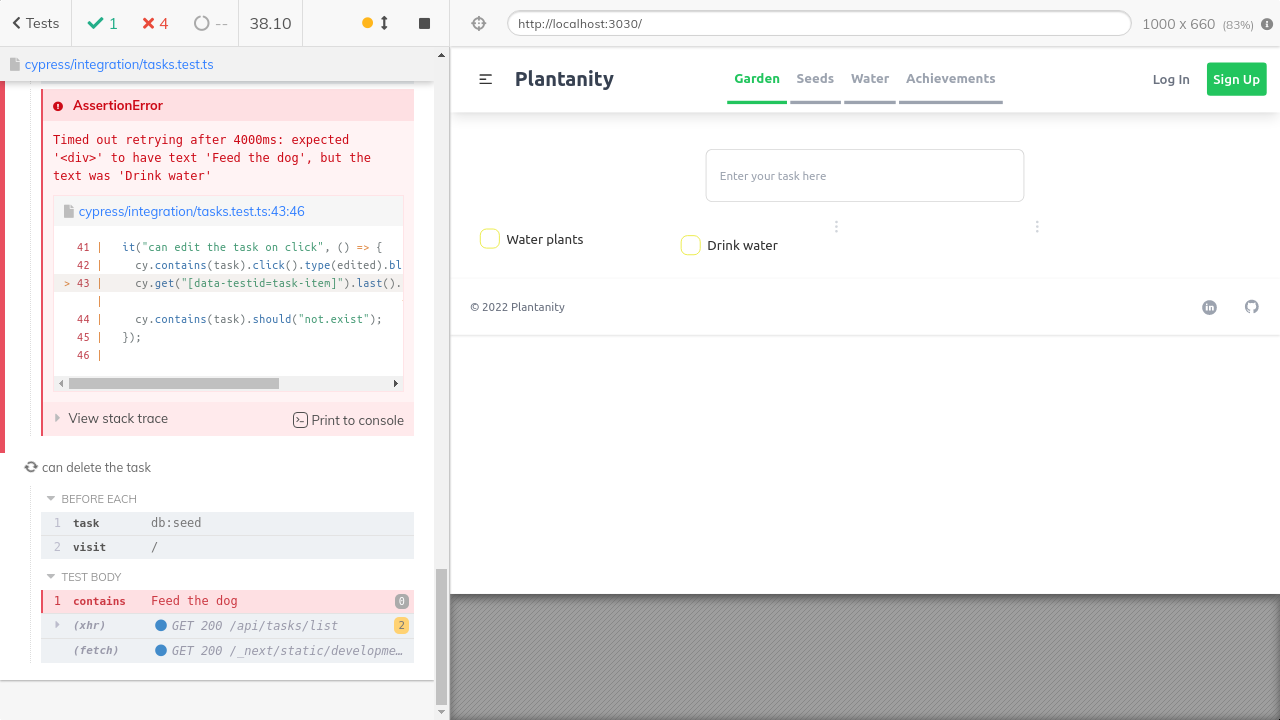 Tests 1 4 -- 38.10
cypress/integration/tasks.test.ts
AssertionError
Timed out retrying after 4000ms: expected
'<div>' to have text 'Feed the dog', but the
text was 'Drink water'
cypress/integration/tasks.test.ts:43:46
41 | it("can edit the task on click", () => {
42 | cy.contains(task).click().type(edited).bl
> 43 | cy.get("[data-testid=task-item]").last().
|
44 | cy.contains(task).should("not.exist");
45 | });
46 |
View stack trace Print to console
can delete the task
BEFORE EACH
1 task db:seed
2 visit /
TEST BODY
1 contains Feed the dog 0
(xhr) GET 200 /api/tasks/list 2
(fetch) GET 200 /_next/static/developme…
http://localhost:3030/ 1000 x 660 (83%)
Plantanity Garden Seeds Water Achievements Log In Sign Up
Enter your task here
Water plants
Drink water
© 2022 Plantanity